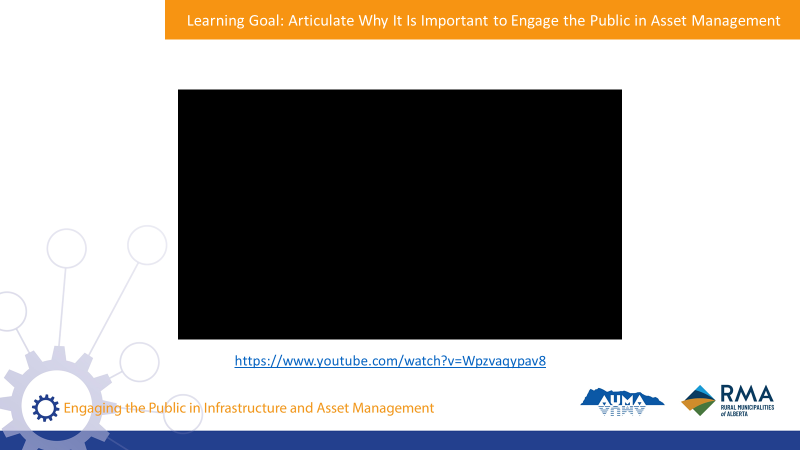 Learning Goal: Articulate Why It Is Important to Engage the Public in Asset Management
https://www.youtube.com/watch?v=Wpzvaqypav8
Engaging the Public in Infrastructure and Asset Management
AUMA
RMA
RURAL MUNICIPALITIES
of ALBERTA